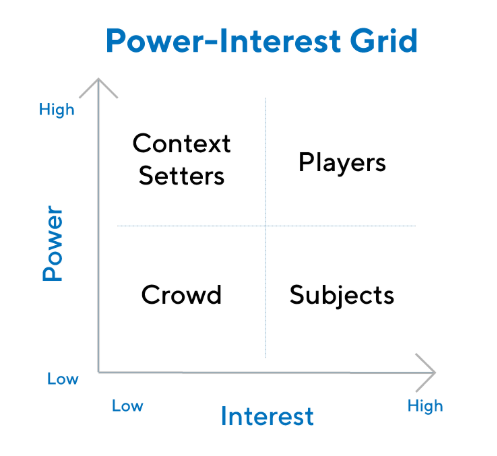 Power-Interest Grid
High
Context
Setters
Players
Power
Crowd
Subjects
Low
Low
Interest
High